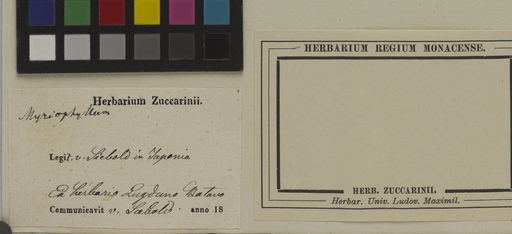 Herbarium Zuccarinii.
Myriophyllum
Legit. v. Siebold in Japonia
Ex herbario Lugduno Batavo
Communicavit v. Siebold. anno 18
HERBARIUM REGIUM MONACENSE.
HERB. ZUCCARINII.
Herbar. Univ. Ludov. Maximil.